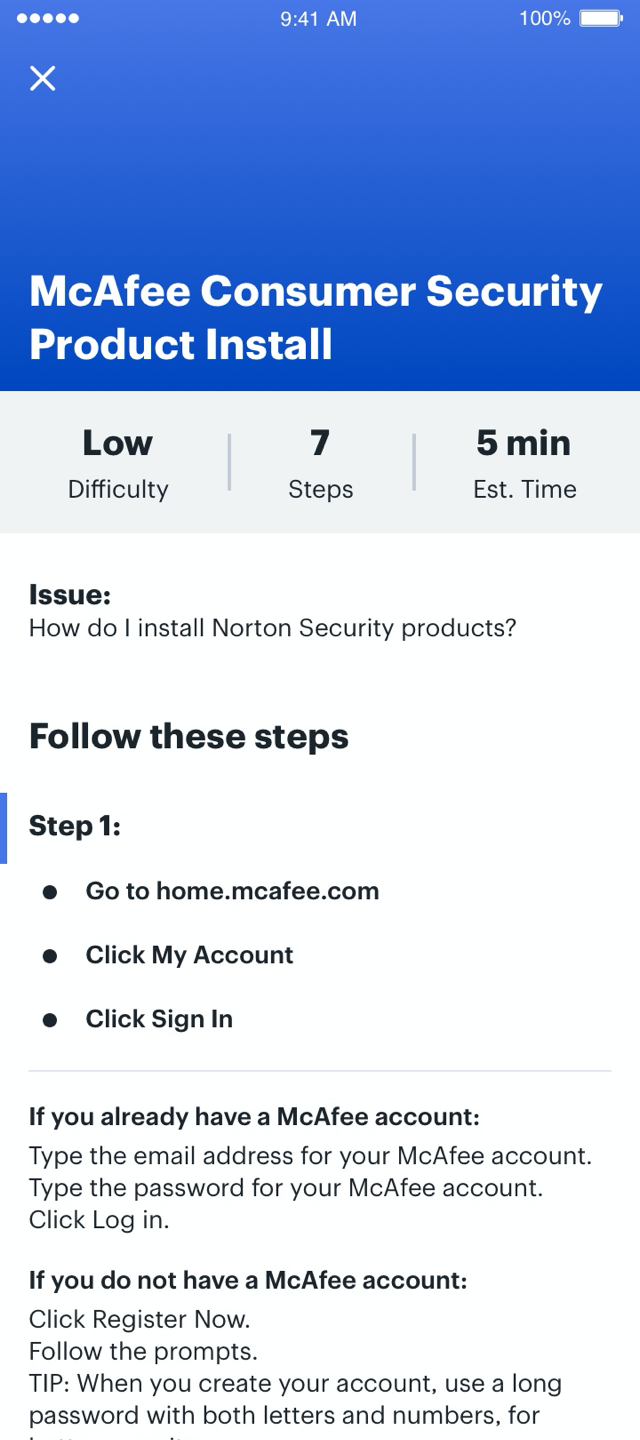 9:41 AM
100%
McAfee Consumer Security
Product Install
Low
Difficulty
7
Steps
5 min
Est. Time
Issue:
How do I install Norton Security products?
Follow these steps
Step 1:
Go to home.mcafee.com
Click My Account
Click Sign In
If you already have a McAfee account:
Type the email address for your McAfee account.
Type the password for your McAfee account.
Click Log in.
If you do not have a McAfee account:
Click Register Now.
Follow the prompts.
TIP: When you create your account, use a long
password with both letters and numbers, for